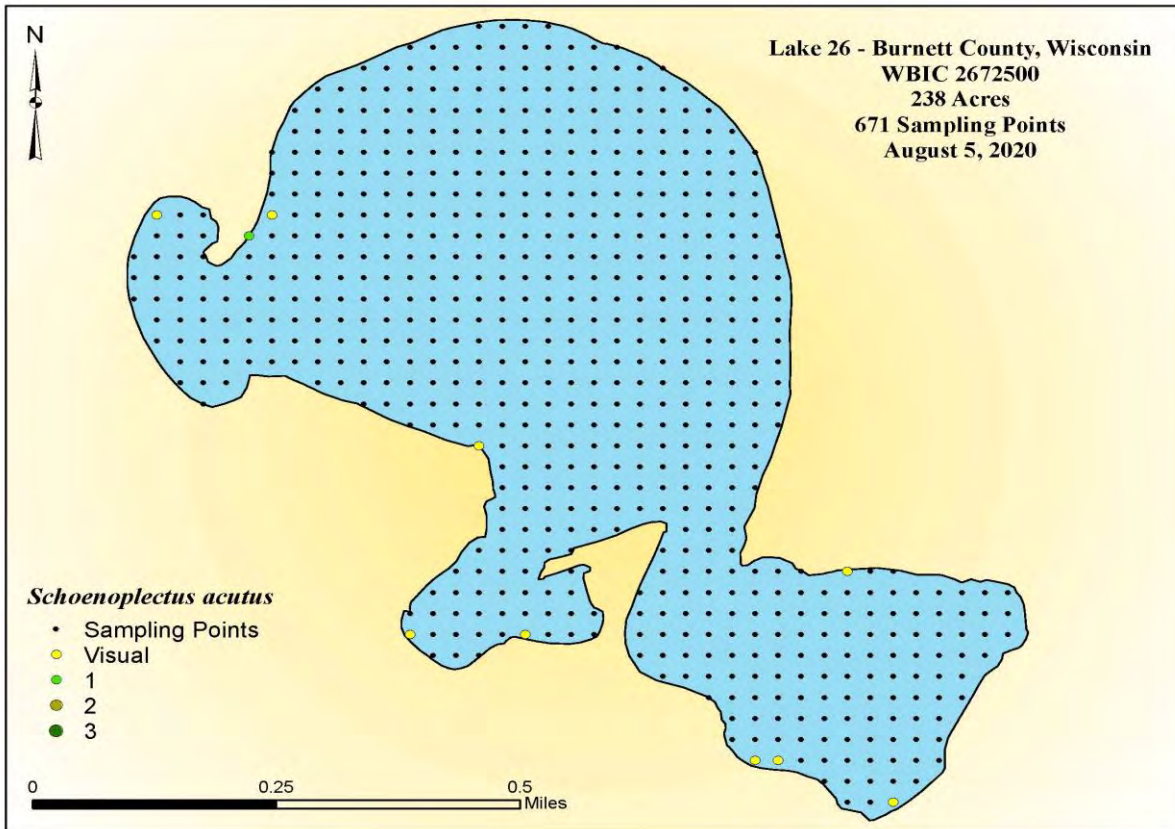 N
Lake 26 - Burnett County, Wisconsin
WBIC 2672500
238 Acres
671 Sampling Points
August 5, 2020
Schoenoplectus acutus
Sampling Points
Visual
1
2
3
0 0.25 0.5
Miles